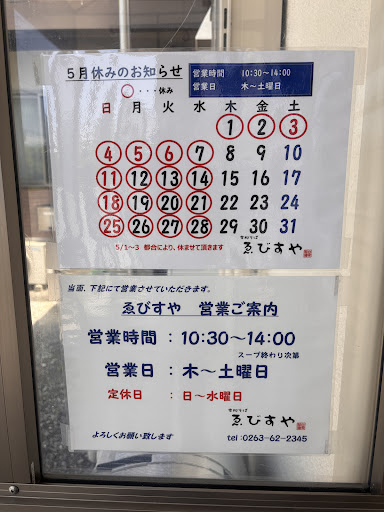 5月休みのお知らせ
○・・・休み
営業時間 10:30〜14:00
営業日 木〜土曜日
日 月 火 水 木 金 土
1 2 3
4 5 6 7 8 9 10
11 12 13 14 15 16 17
18 19 20 21 22 23 24
25 26 27 28 29 30 31
5/1〜3 都合により、休ませて頂きます
ゑびすや
当面、下記にて営業させていただきます。
ゑびすや 営業ご案内
営業時間 : 10:30〜14:00
スープ終わり次第
営業日 : 木〜土曜日
定休日 : 日〜水曜日
ゑびすや
よろしくお願い致します
tel:0263-62-2345